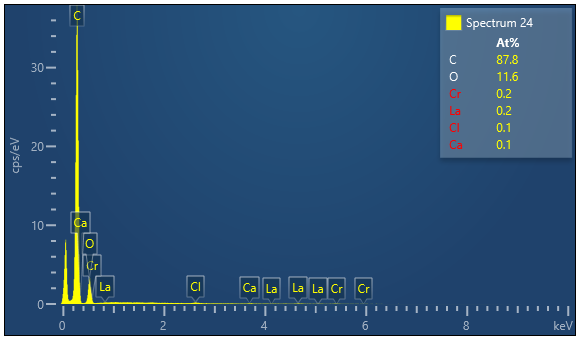 C
Spectrum 24
At%
C 87.8
O 11.6
Cr 0.2
La 0.2
Cl 0.1
Ca 0.1
30
cps/eV
20
10
Ca
O
Cr
La Cl Ca La La La Cr Cr
0
0 2 4 6 8 keV